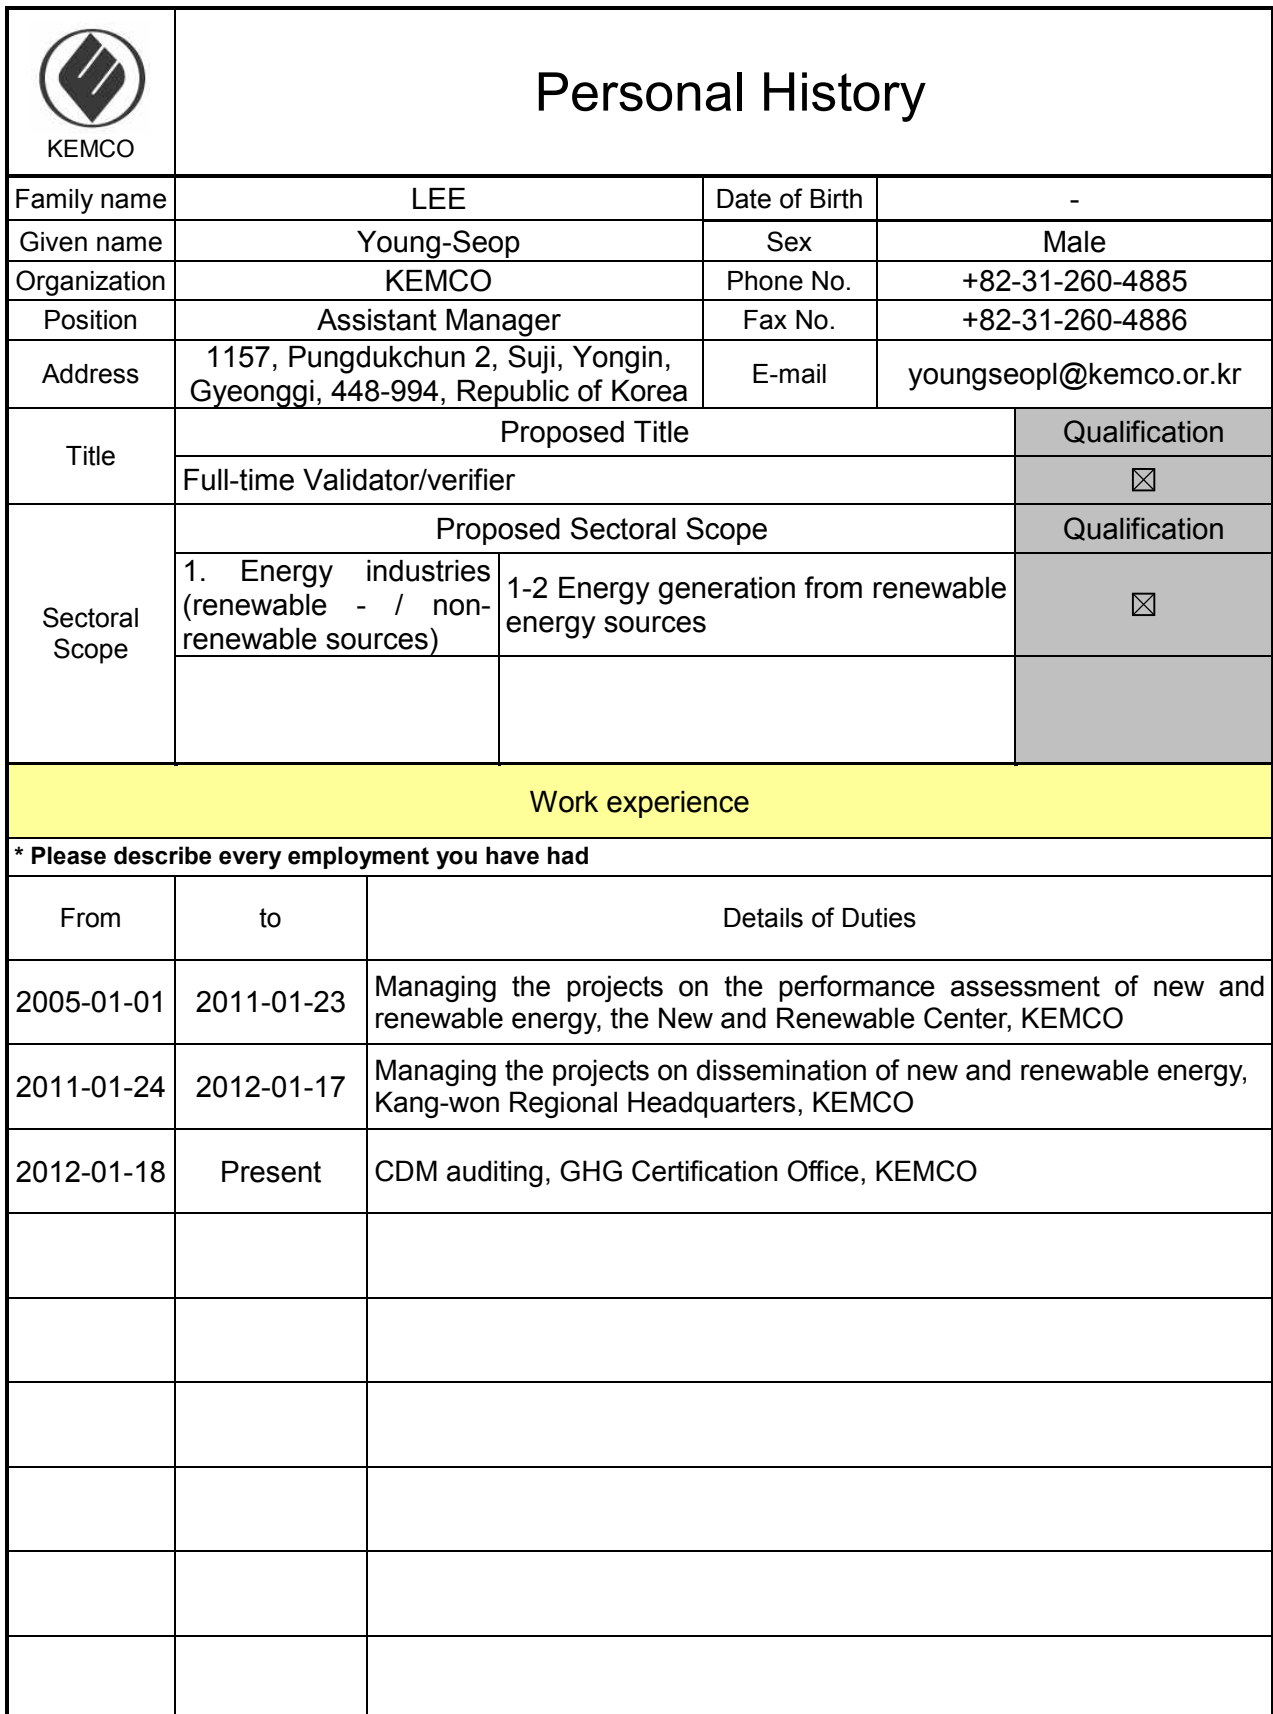 KEMCO
Personal History
Family name
LEE
Date of Birth
-
Given name
Young-Seop
Sex
Male
Organization
KEMCO
Phone No.
+82-31-260-4885
Position
Assistant Manager
Fax No.
+82-31-260-4886
Address
1157, Pungdukchun 2, Suji, Yongin,
Gyeonggi, 448-994, Republic of Korea
E-mail
youngseopl@kemco.or.kr
Title
Proposed Title
Qualification
Full-time Validator/verifier
☒
Sectoral
Scope
Proposed Sectoral Scope
Qualification
1. Energy industries
(renewable - / non-
renewable sources)
1-2 Energy generation from renewable
energy sources
☒
Work experience
* Please describe every employment you have had
From
to
Details of Duties
2005-01-01
2011-01-23
Managing the projects on the performance assessment of new and
renewable energy, the New and Renewable Center, KEMCO
2011-01-24
2012-01-17
Managing the projects on dissemination of new and renewable energy,
Kang-won Regional Headquarters, KEMCO
2012-01-18
Present
CDM auditing, GHG Certification Office, KEMCO